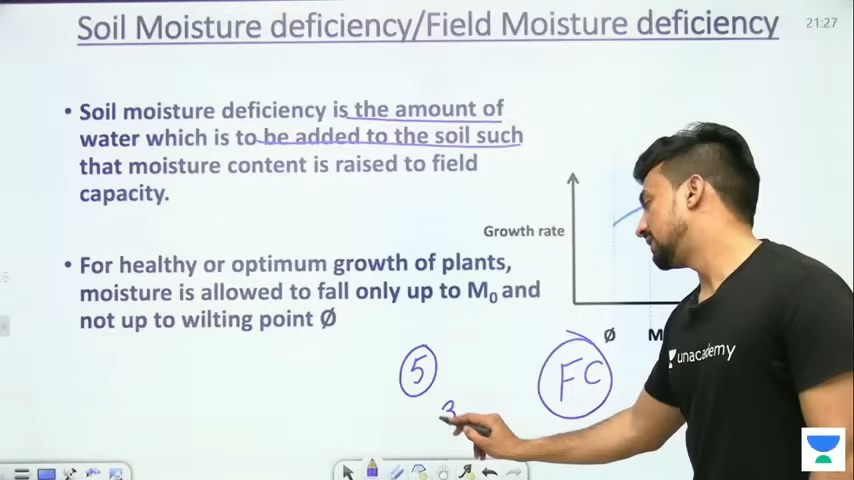 Soil Moisture deficiency/Field Moisture deficiency
21:27
• Soil moisture deficiency is the amount of
water which is to be added to the soil such
that moisture content is raised to field
capacity.
Growth rate
• For healthy or optimum growth of plants,
moisture is allowed to fall only up to M₀ and
not up to wilting point Ø
Ø M
5
FC
3
unacademy